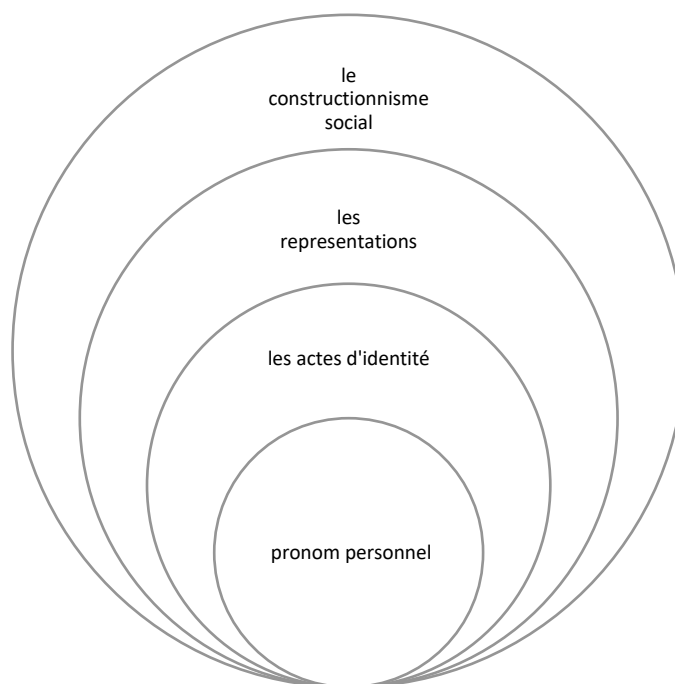 le
constructionnisme
social
les
representations
les actes d'identité
pronom personnel